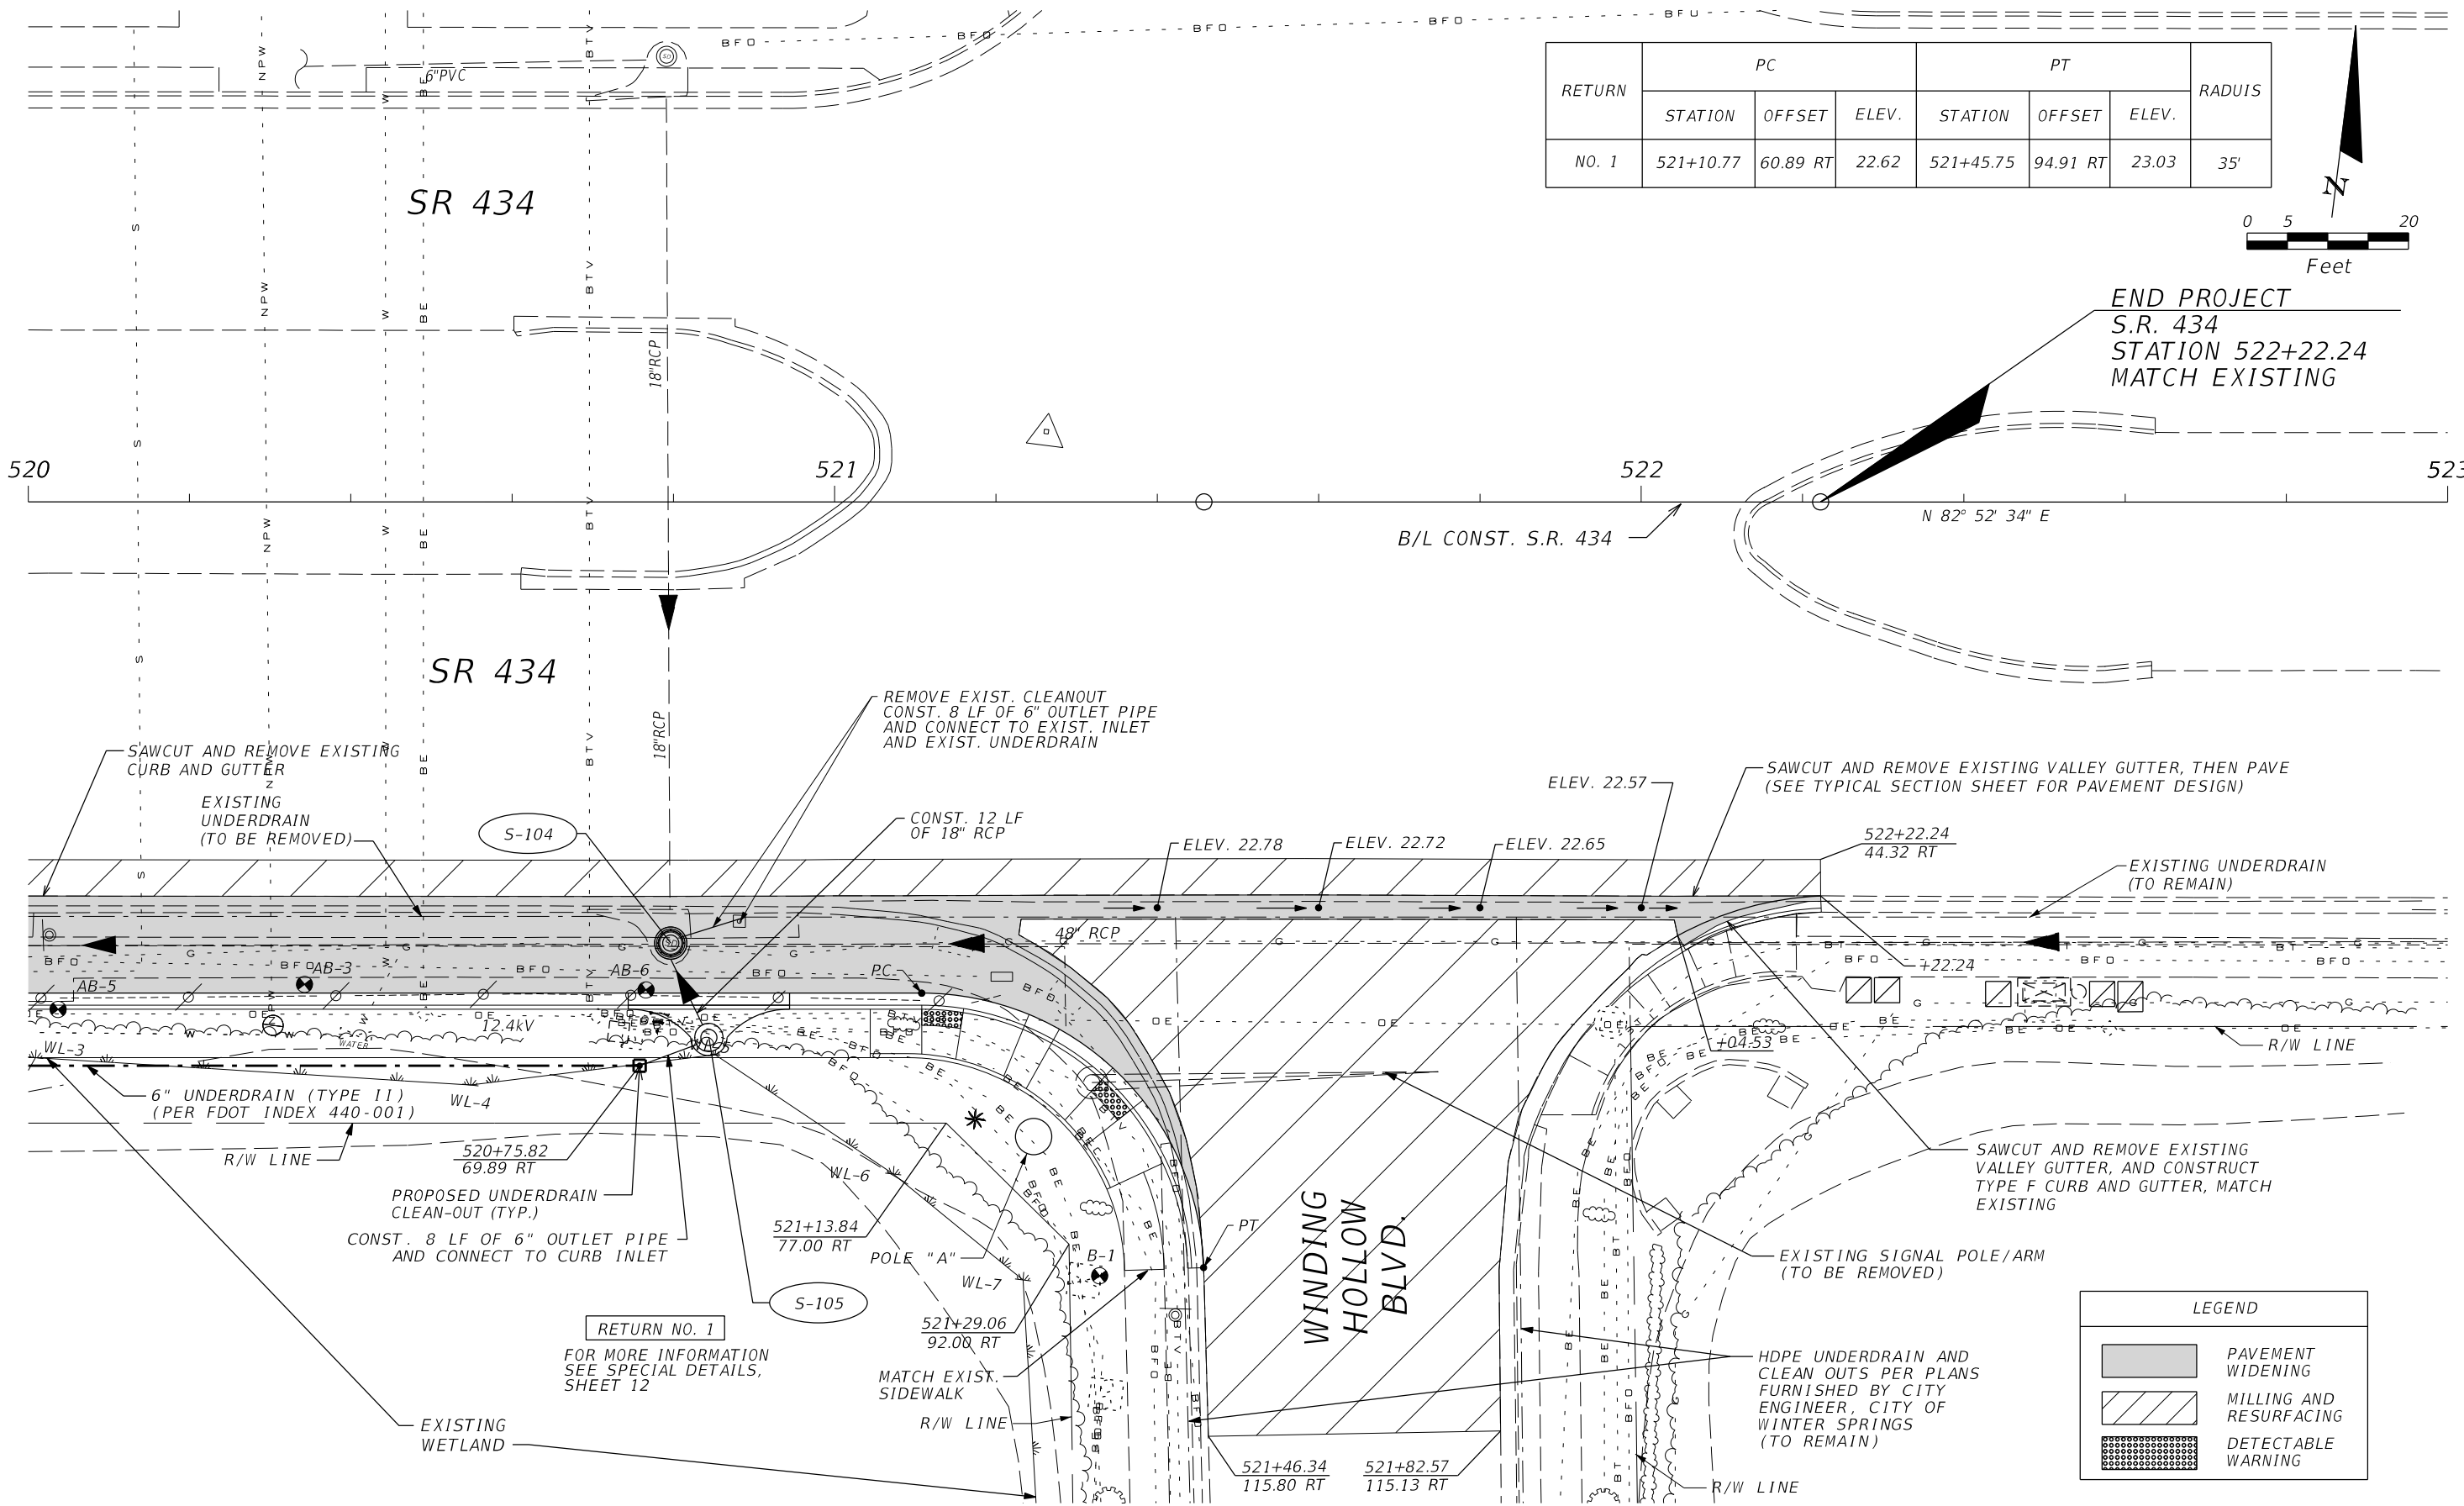 BFO BFO BFO BFO BFO
6"PVC
RETURN PC PT RADUIS
STATION OFFSET ELEV. STATION OFFSET ELEV.
NO. 1 521+10.77 60.89 RT 22.62 521+45.75 94.91 RT 23.03 35'
N
0 5 20
Feet
SR 434
S NPW W BE BTV
18"RCP
END PROJECT
S.R. 434
STATION 522+22.24
MATCH EXISTING
520 521 522 523
B/L CONST. S.R. 434
N 82° 52' 34" E
SR 434
18"RCP
REMOVE EXIST. CLEANOUT
CONST. 8 LF OF 6" OUTLET PIPE
AND CONNECT TO EXIST. INLET
AND EXIST. UNDERDRAIN
SAWCUT AND REMOVE EXISTING
CURB AND GUTTER
EXISTING
UNDERDRAIN
(TO BE REMOVED)
S-104
CONST. 12 LF
OF 18" RCP
ELEV. 22.78
ELEV. 22.72
ELEV. 22.65
ELEV. 22.57
SAWCUT AND REMOVE EXISTING VALLEY GUTTER, THEN PAVE
(SEE TYPICAL SECTION SHEET FOR PAVEMENT DESIGN)
522+22.24
44.32 RT
EXISTING UNDERDRAIN
(TO REMAIN)
48" RCP
AB-3
AB-5
AB-6
PC
+22.24
12.4kV
WATER
WL-3
WL-4
+04.53
R/W LINE
6" UNDERDRAIN (TYPE II)
(PER FDOT INDEX 440-001)
R/W LINE
520+75.82
69.89 RT
PROPOSED UNDERDRAIN
CLEAN-OUT (TYP.)
CONST. 8 LF OF 6" OUTLET PIPE
AND CONNECT TO CURB INLET
WL-6
521+13.84
77.00 RT
POLE "A"
WL-7
B-1
PT
S-105
521+29.06
92.00 RT
RETURN NO. 1
FOR MORE INFORMATION
SEE SPECIAL DETAILS,
SHEET 12
MATCH EXIST.
SIDEWALK
R/W LINE
EXISTING
WETLAND
WINDING
HOLLOW
BLVD.
SAWCUT AND REMOVE EXISTING
VALLEY GUTTER, AND CONSTRUCT
TYPE F CURB AND GUTTER, MATCH
EXISTING
EXISTING SIGNAL POLE/ARM
(TO BE REMOVED)
HDPE UNDERDRAIN AND
CLEAN OUTS PER PLANS
FURNISHED BY CITY
ENGINEER, CITY OF
WINTER SPRINGS
(TO REMAIN)
521+46.34
115.80 RT
521+82.57
115.13 RT
R/W LINE
LEGEND
PAVEMENT
WIDENING
MILLING AND
RESURFACING
DETECTABLE
WARNING